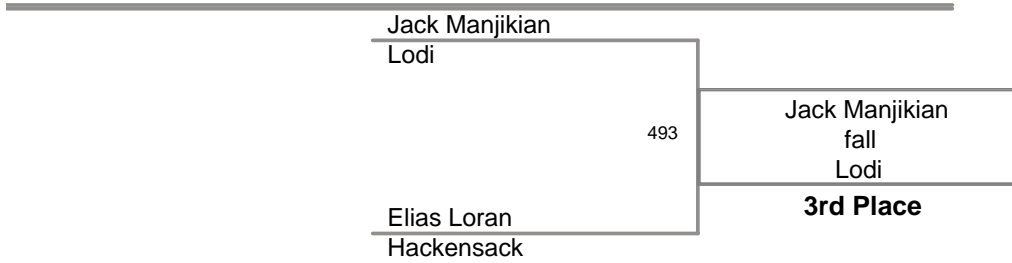 Jack Manjikian
Lodi
493
Jack Manjikian
fall
Lodi
3rd Place
Elias Loran
Hackensack